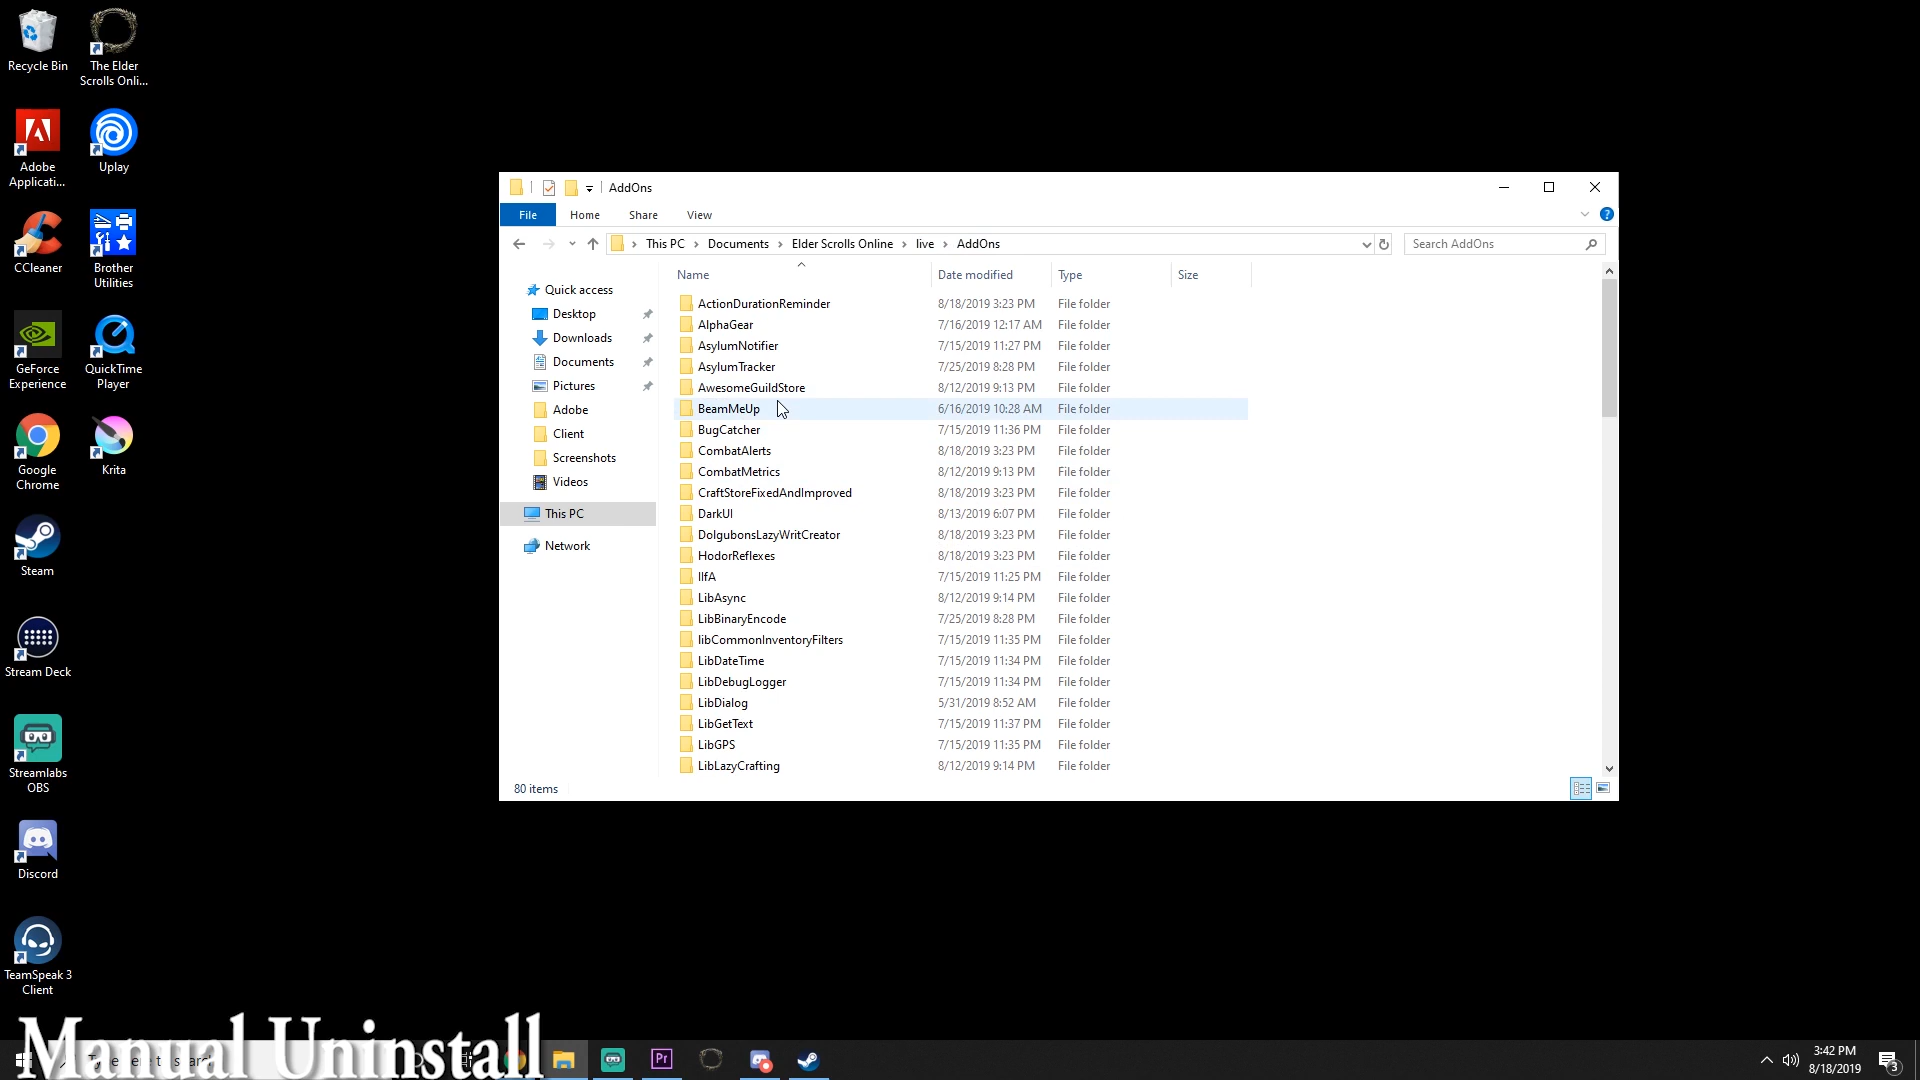 Recycle Bin
The Elder
Scrolls Onli...
Adobe
Applicati...
Uplay
CCleaner
Brother
Utilities
GeForce
Experience
QuickTime
Player
Google
Chrome
Krita
Steam
Stream Deck
Streamlabs
OBS
Discord
TeamSpeak 3
Client
AddOns
File Home Share View
This PC Documents Elder Scrolls Online live AddOns
Search AddOns
Quick access
Desktop
Downloads
Documents
Pictures
Adobe
Client
Screenshots
Videos
This PC
Network
Name Date modified Type Size
ActionDurationReminder 8/18/2019 3:23 PM File folder
AlphaGear 7/16/2019 12:17 AM File folder
AsylumNotifier 7/15/2019 11:27 PM File folder
AsylumTracker 7/25/2019 8:28 PM File folder
AwesomeGuildStore 8/12/2019 9:13 PM File folder
BeamMeUp 6/16/2019 10:28 AM File folder
BugCatcher 7/15/2019 11:36 PM File folder
CombatAlerts 8/18/2019 3:23 PM File folder
CombatMetrics 8/12/2019 9:13 PM File folder
CraftStoreFixedAndImproved 8/18/2019 3:23 PM File folder
DarkUI 8/13/2019 6:07 PM File folder
DolgubonsLazyWritCreator 8/18/2019 3:23 PM File folder
HodorReflexes 8/18/2019 3:23 PM File folder
IIfA 7/15/2019 11:25 PM File folder
LibAsync 8/12/2019 9:14 PM File folder
LibBinaryEncode 7/25/2019 8:28 PM File folder
libCommonInventoryFilters 7/15/2019 11:35 PM File folder
LibDateTime 7/15/2019 11:34 PM File folder
LibDebugLogger 7/15/2019 11:34 PM File folder
LibDialog 5/31/2019 8:52 AM File folder
LibGetText 7/15/2019 11:37 PM File folder
LibGPS 7/15/2019 11:35 PM File folder
LibLazyCrafting 8/12/2019 9:14 PM File folder
80 items
Manual Uninstall
Pr
3:42 PM
8/18/2019
3